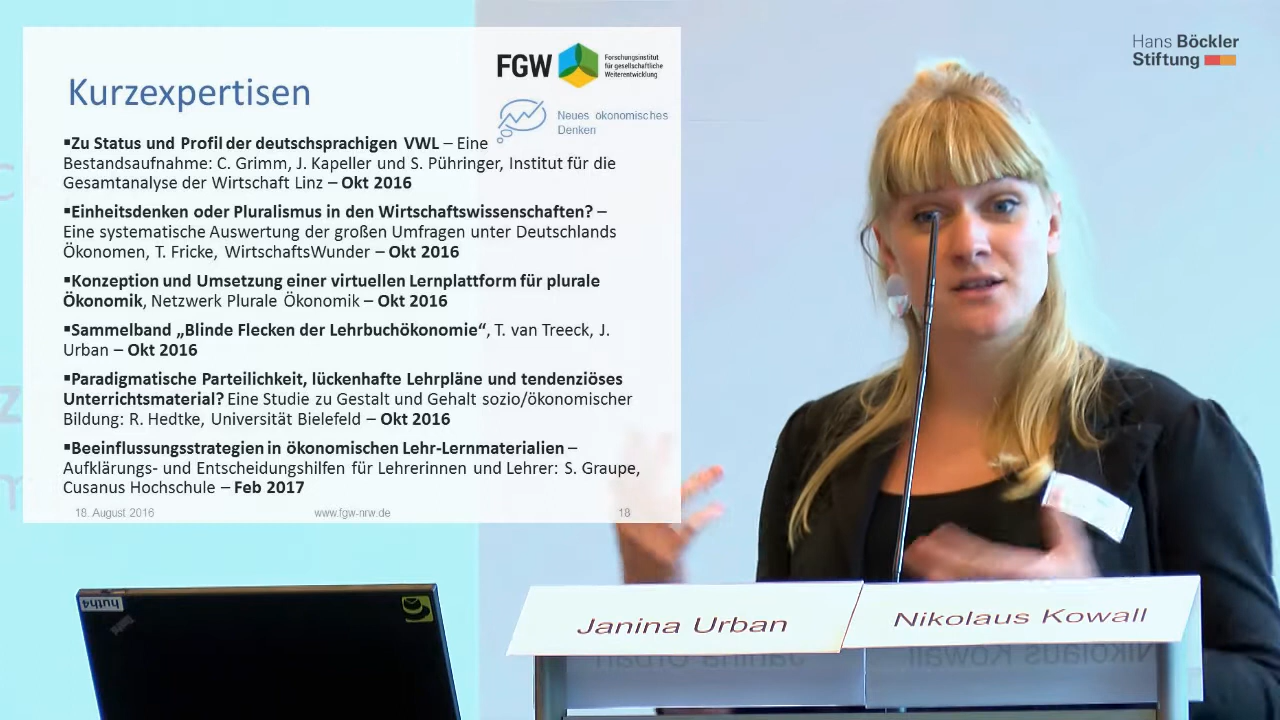 Hans Böckler
Stiftung
FGW
Forschungsinstitut
für gesellschaftliche
Weiterentwicklung
Kurzexpertisen
Neues ökonomisches
Denken
▪Zu Status und Profil der deutschsprachigen VWL – Eine
Bestandsaufnahme: C. Grimm, J. Kapeller und S. Pühringer, Institut für die
Gesamtanalyse der Wirtschaft Linz – Okt 2016
▪Einheitsdenken oder Pluralismus in den Wirtschaftswissenschaften? –
Eine systematische Auswertung der großen Umfragen unter Deutschlands
Ökonomen, T. Fricke, WirtschaftsWunder – Okt 2016
▪Konzeption und Umsetzung einer virtuellen Lernplattform für plurale
Ökonomik, Netzwerk Plurale Ökonomik – Okt 2016
▪Sammelband „Blinde Flecken der Lehrbuchökonomie“, T. van Treeck, J.
Urban – Okt 2016
▪Paradigmatische Parteilichkeit, lückenhafte Lehrpläne und tendenziöses
Unterrichtsmaterial? Eine Studie zu Gestalt und Gehalt sozio/ökonomischer
Bildung: R. Hedtke, Universität Bielefeld – Okt 2016
▪Beeinflussungsstrategien in ökonomischen Lehr-Lernmaterialien –
Aufklärungs- und Entscheidungshilfen für Lehrerinnen und Lehrer: S. Graupe,
Cusanus Hochschule – Feb 2017
18. August 2016 www.fgw-nrw.de 18
huth4
Janina Urban
Nikolaus Kowall